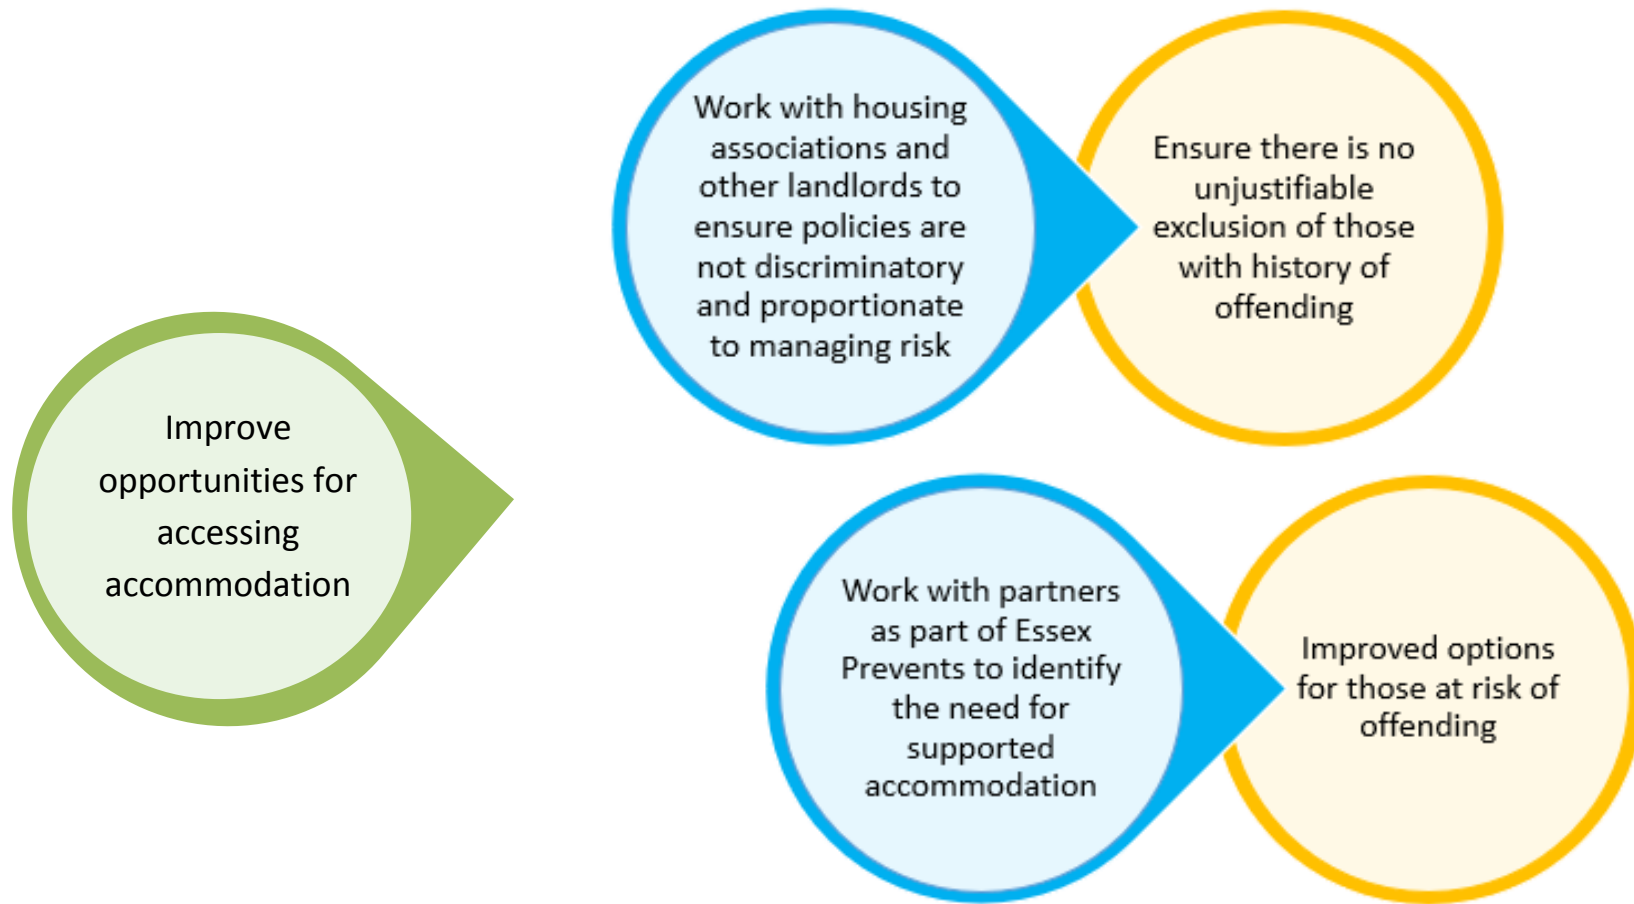 Improve
opportunities for
accessing
accommodation
Work with housing
associations and
other landlords to
ensure policies are
not discriminatory
and proportionate
to managing risk
Ensure there is no
unjustifiable
exclusion of those
with history of
offending
Work with partners
as part of Essex
Prevents to identify
the need for
supported
accommodation
Improved options
for those at risk of
offending